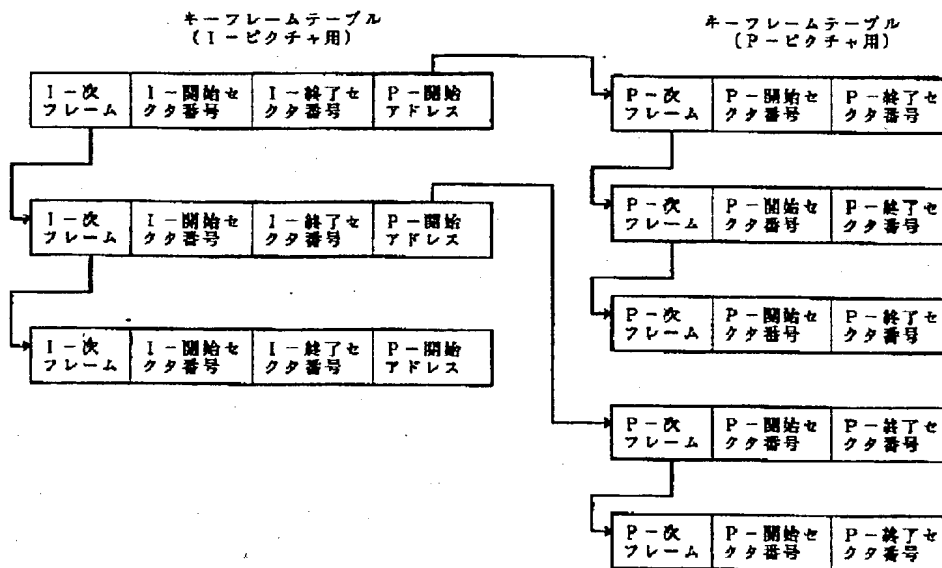 キーフレームテーブル
(I－ピクチャ用)
I－次
フレーム
I－開始セ
クタ番号
I－終了セ
クタ番号
P－開始
アドレス
I－次
フレーム
I－開始セ
クタ番号
I－終了セ
クタ番号
P－開始
アドレス
I－次
フレーム
I－開始セ
クタ番号
I－終了セ
クタ番号
P－開始
アドレス
キーフレームテーブル
(P－ピクチャ用)
P－次
フレーム
P－開始セ
クタ番号
P－終了セ
クタ番号
P－次
フレーム
P－開始セ
クタ番号
P－終了セ
クタ番号
P－次
フレーム
P－開始セ
クタ番号
P－終了セ
クタ番号
P－次
フレーム
P－開始セ
クタ番号
P－終了セ
クタ番号
P－次
フレーム
P－開始セ
クタ番号
P－終了セ
クタ番号